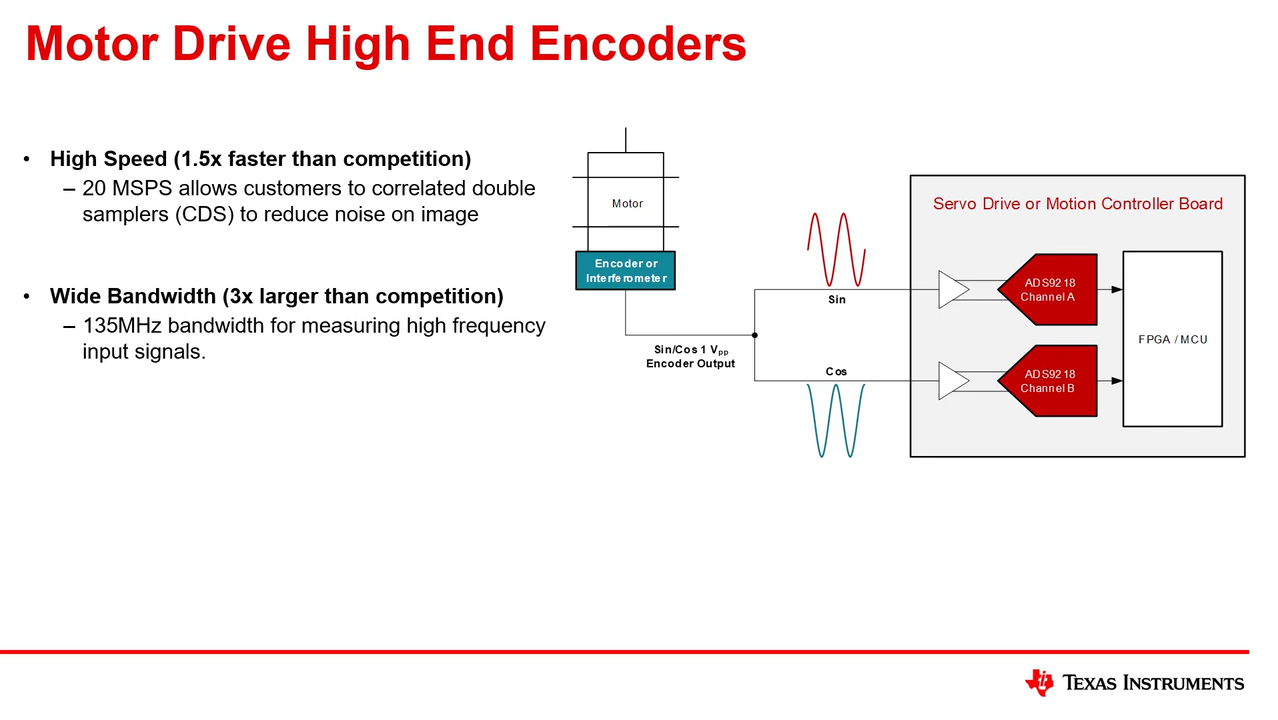 Motor Drive High End Encoders
• High Speed (1.5x faster than competition)
– 20 MSPS allows customers to correlated double
samplers (CDS) to reduce noise on image
• Wide Bandwidth (3x larger than competition)
– 135MHz bandwidth for measuring high frequency
input signals.
Motor
Encoder or
Interferometer
Sin/Cos 1 Vpp
Encoder Output
Sin
Cos
Servo Drive or Motion Controller Board
ADS9218
Channel A
ADS9218
Channel B
FPGA / MCU
TEXAS INSTRUMENTS